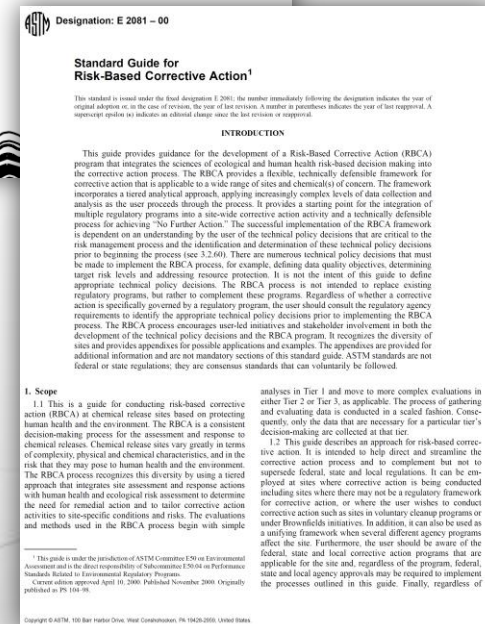 ASTM Designation: E 2081 – 00
Standard Guide for
Risk-Based Corrective Action1
This standard is issued under the fixed designation E 2081; the number immediately following the designation indicates the year of
original adoption or, in the case of revision, the year of last revision. A number in parentheses indicates the year of last reapproval. A
superscript epsilon (ε) indicates an editorial change since the last revision or reapproval.
INTRODUCTION
This guide provides guidance for the development of a Risk-Based Corrective Action (RBCA)
program that integrates the sciences of ecological and human health risk-based decision making into
the corrective action process. The RBCA provides a flexible, technically defensible framework for
corrective action that is applicable to a wide range of sites and chemical(s) of concern. The framework
incorporates a tiered analytical approach, applying increasingly complex levels of data collection and
analysis as the user proceeds through the process. It provides a starting point for the integration of
multiple regulatory programs into a site-wide corrective action activity and a technically defensible
process for achieving “No Further Action.” The successful implementation of the RBCA framework
is dependent on an understanding by the user of the technical policy decisions that are critical to the
risk management process and the identification and determination of these technical policy decisions
prior to beginning the process (see 3.2.60). There are numerous technical policy decisions that must
be made to implement the RBCA process, for example, defining data quality objectives, determining
target risk levels and addressing resource protection. It is not the intent of this guide to define
appropriate technical policy decisions. The RBCA process is not intended to replace existing
regulatory programs, but rather to complement these programs. Regardless of whether a corrective
action is specifically governed by a regulatory program, the user should consult the regulatory agency
requirements to identify the appropriate technical policy decisions prior to implementing the RBCA
process. The RBCA process encourages user-led initiatives and stakeholder involvement in both the
development of the technical policy decisions and the RBCA program. It recognizes the diversity of
sites and provides appendixes for possible applications and examples. The appendixes are provided for
additional information and are not mandatory sections of this standard guide. ASTM standards are not
federal or state regulations; they are consensus standards that can voluntarily be followed.
1. Scope
1.1 This is a guide for conducting risk-based corrective
action (RBCA) at chemical release sites based on protecting
human health and the environment. The RBCA is a consistent
decision-making process for the assessment and response to
chemical releases. Chemical release sites vary greatly in terms
of complexity, physical and chemical characteristics, and in the
risk that they may pose to human health and the environment.
The RBCA process recognizes this diversity by using a tiered
approach that integrates site assessment and response actions
with human health and ecological risk assessment to determine
the need for remedial action and to tailor corrective action
activities to site-specific conditions and risks. The evaluations
and methods used in the RBCA process begin with simple
1 This guide is under the jurisdiction of ASTM Committee E50 on Environmental
Assessment and is the direct responsibility of Subcommittee E50.04 on Performance
Standards Related to Environmental Regulatory Programs.
Current edition approved April 10, 2000. Published November 2000. Originally
published as PS 104–98.
analyses in Tier 1 and move to more complex evaluations in
either Tier 2 or Tier 3, as applicable. The process of gathering
and evaluating data is conducted in a scaled fashion. Conse-
quently, only the data that are necessary for a particular tier’s
decision-making are collected at that tier.
1.2 This guide describes an approach for risk-based correc-
tive action. It is intended to help direct and streamline the
corrective action process and to complement but not to
supersede federal, state and local regulations. It can be em-
ployed at sites where corrective action is being conducted
including sites where there may not be a regulatory framework
for corrective action, or where the user wishes to conduct
corrective action such as sites in voluntary cleanup programs or
under Brownfields initiatives. In addition, it can also be used as
a unifying framework when several different agency programs
affect the site. Furthermore, the user should be aware of the
federal, state and local corrective action programs that are
applicable for the site and, regardless of the program, federal,
state and local agency approvals may be required to implement
the processes outlined in this guide. Finally, regardless of
Copyright © ASTM, 100 Barr Harbor Drive, West Conshohocken, PA 19428-2959, United States.